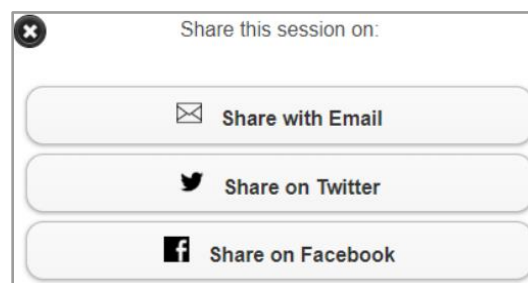 Share this session on:
Share with Email
Share on Twitter
Share on Facebook